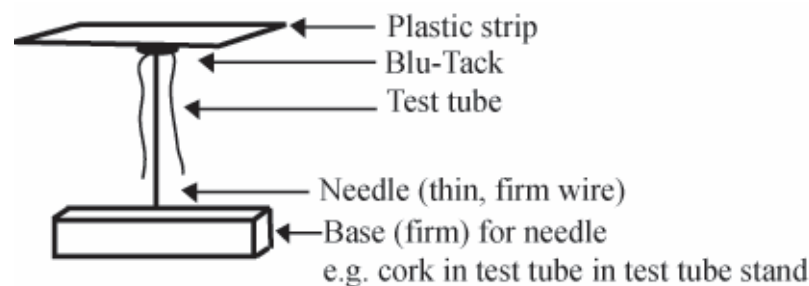 Plastic strip
Blu-Tack
Test tube
Needle (thin, firm wire)
Base (firm) for needle
e.g. cork in test tube in test tube stand